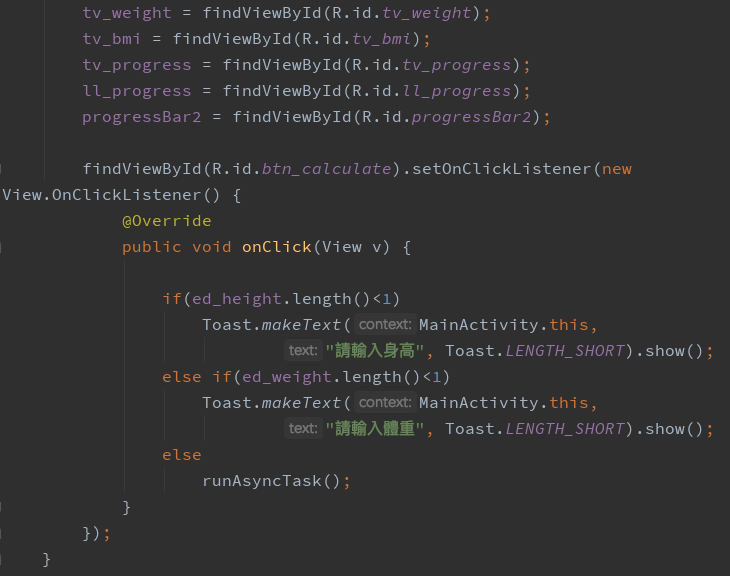 tv_weight = findViewById(R.id.tv_weight);
tv_bmi = findViewById(R.id.tv_bmi);
tv_progress = findViewById(R.id.tv_progress);
ll_progress = findViewById(R.id.ll_progress);
progressBar2 = findViewById(R.id.progressBar2);
findViewById(R.id.btn_calculate).setOnClickListener(new
View.OnClickListener() {
@Override
public void onClick(View v) {
if(ed_height.length()<1)
Toast.makeText( context: MainActivity.this,
text: "請輸入身高", Toast.LENGTH_SHORT).show();
else if(ed_weight.length()<1)
Toast.makeText( context: MainActivity.this,
text: "請輸入體重", Toast.LENGTH_SHORT).show();
else
runAsyncTask();
}
});
}